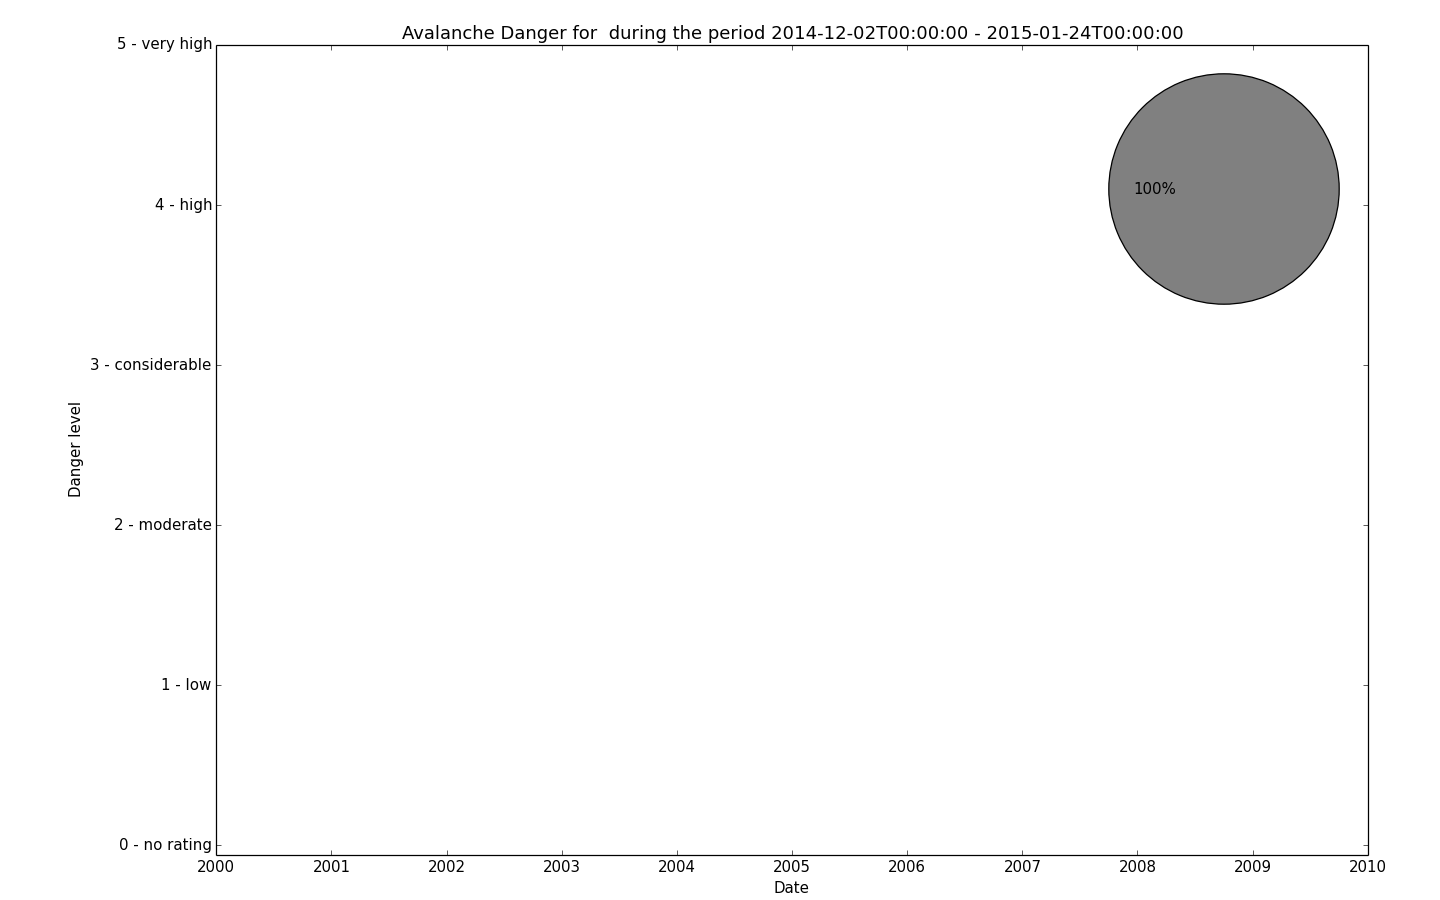 Avalanche Danger for  during the period 2014-12-02T00:00:00 - 2015-01-24T00:00:00
5 - very high
100%
4 - high
3 - considerable
Danger level
2 - moderate
1 - low
0 - no rating
2000 2001 2002 2003 2004 2005 2006 2007 2008 2009 2010
Date